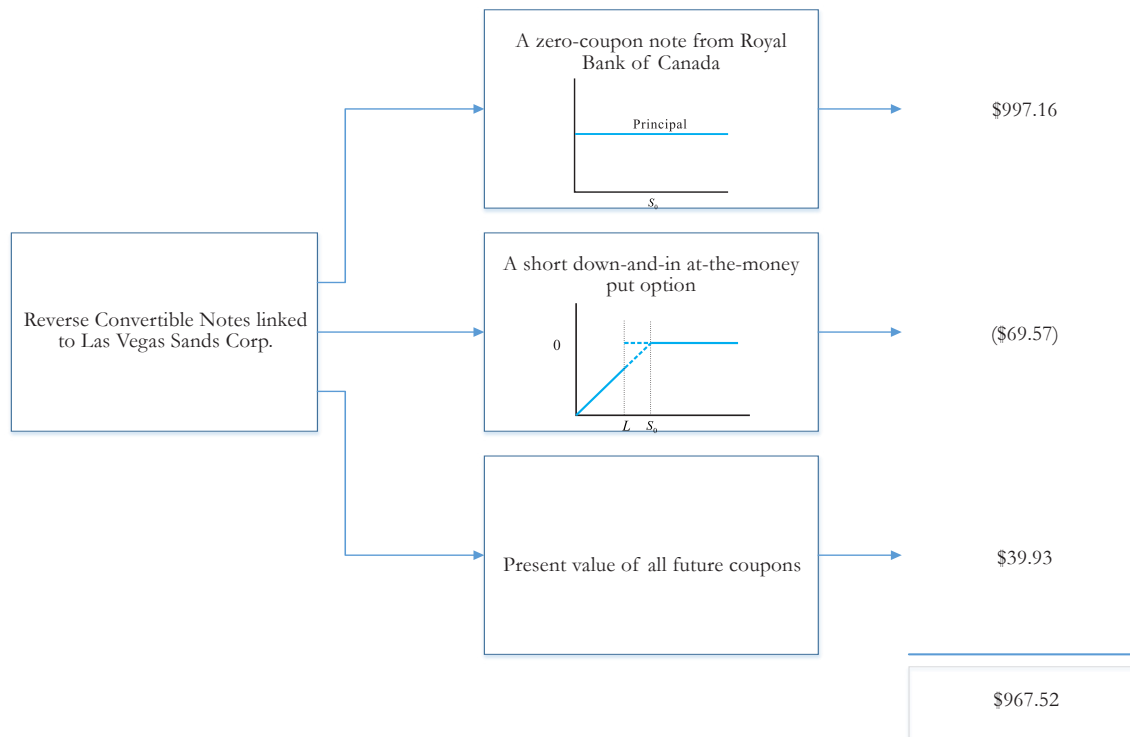 A zero-coupon note from Royal
Bank of Canada
Principal
S₀
$997.16
Reverse Convertible Notes linked
to Las Vegas Sands Corp.
A short down-and-in at-the-money
put option
0
L S₀
($69.57)
Present value of all future coupons
$39.93
$967.52